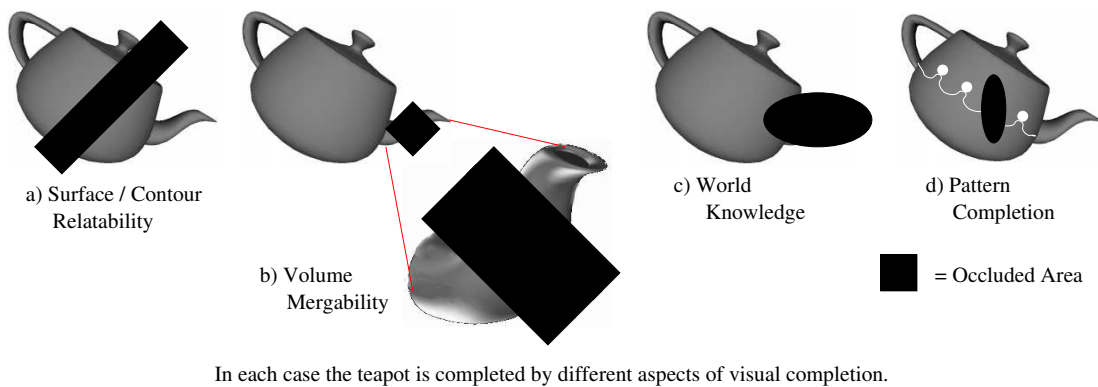 a) Surface / Contour
Relatability
b) Volume
Mergability
c) World
Knowledge
d) Pattern
Completion
= Occluded Area
In each case the teapot is completed by different aspects of visual completion.